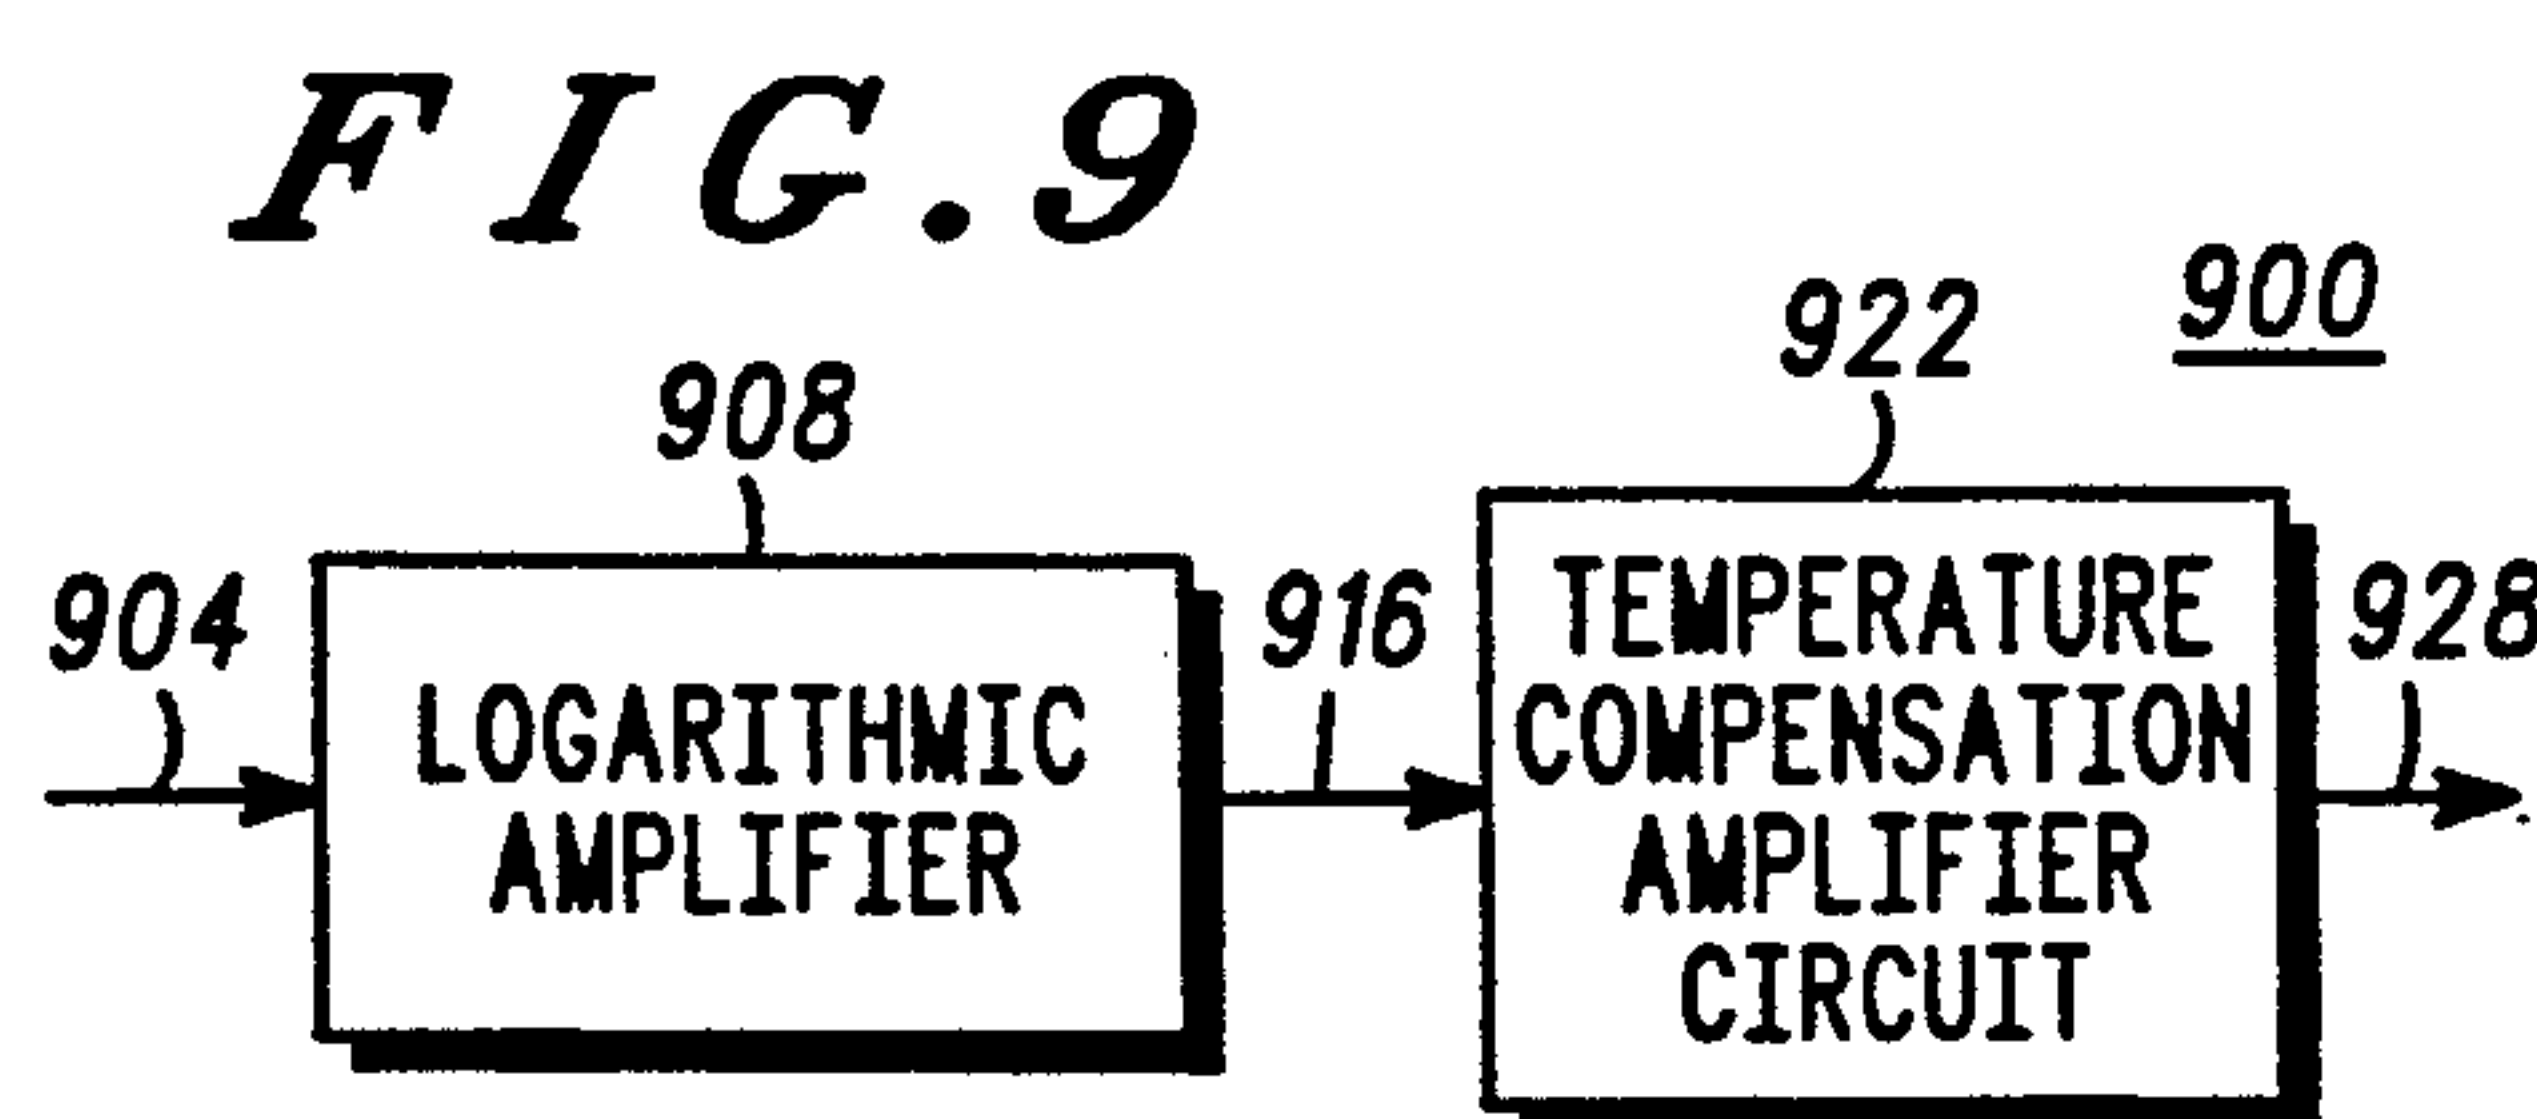 FIG.9
900
922
908
904
916
928
LOGARITHMIC
AMPLIFIER
TEMPERATURE
COMPENSATION
AMPLIFIER
CIRCUIT